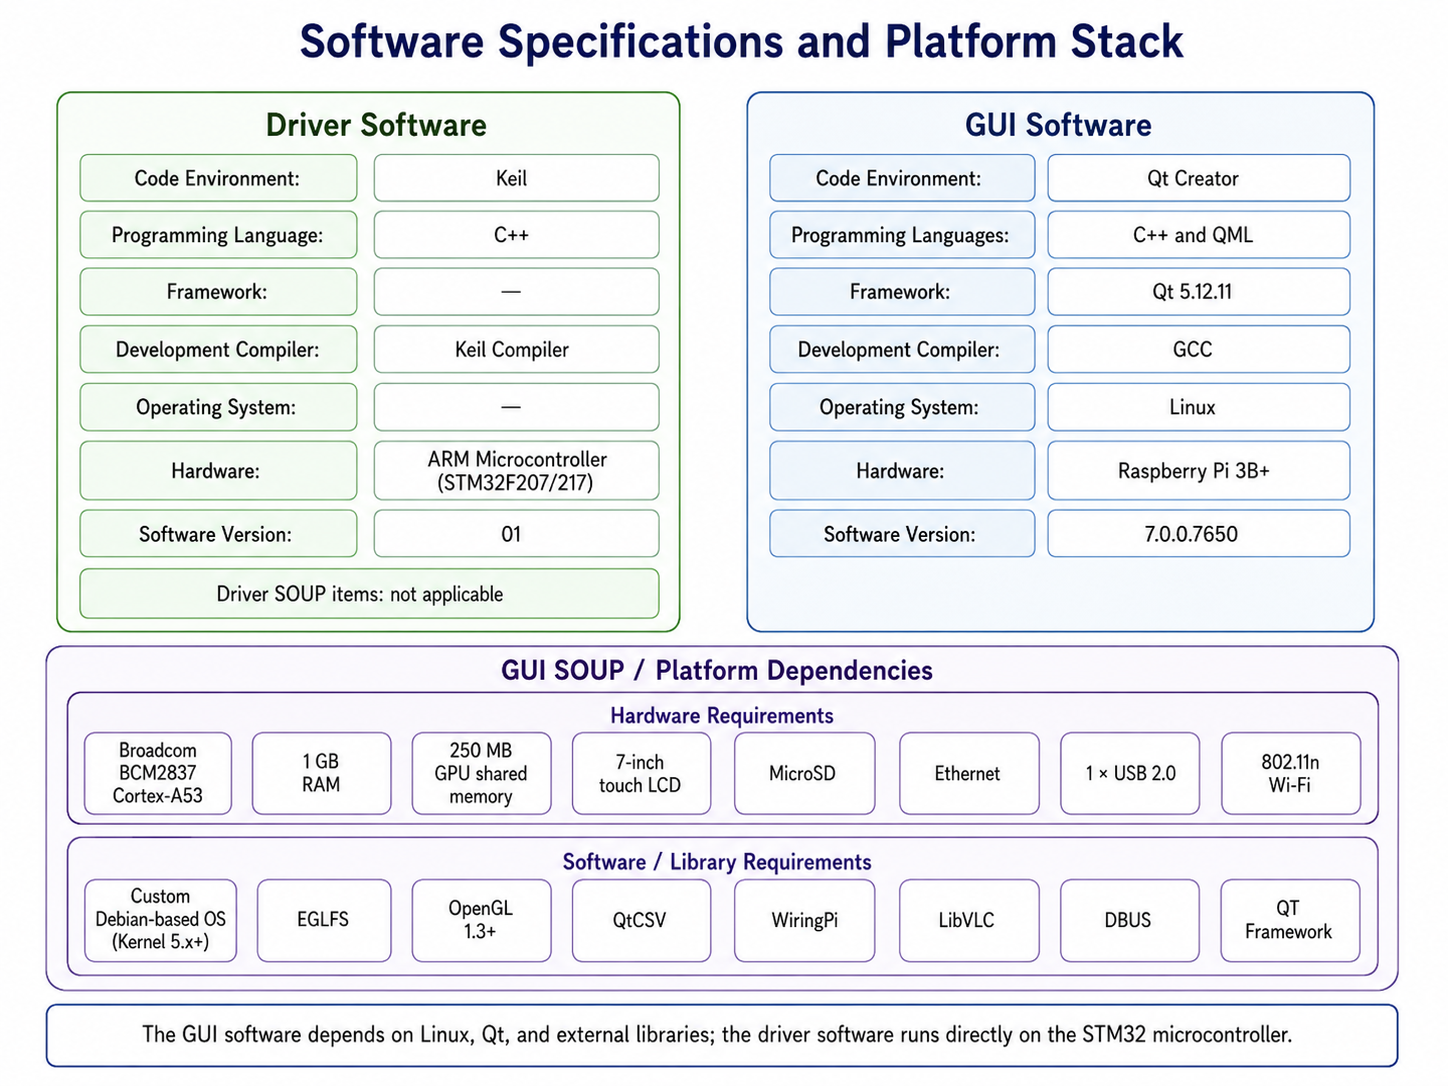 Software Specifications and Platform Stack
Driver Software
Code Environment:
Keil
Programming Language:
C++
Framework:
—
Development Compiler:
Keil Compiler
Operating System:
—
Hardware:
ARM Microcontroller
(STM32F207/217)
Software Version:
01
Driver SOUP items: not applicable
GUI Software
Code Environment:
Qt Creator
Programming Languages:
C++ and QML
Framework:
Qt 5.12.11
Development Compiler:
GCC
Operating System:
Linux
Hardware:
Raspberry Pi 3B+
Software Version:
7.0.0.7650
GUI SOUP / Platform Dependencies
Hardware Requirements
Broadcom
BCM2837
Cortex-A53
1 GB
RAM
250 MB
GPU shared
memory
7-inch
touch LCD
MicroSD
Ethernet
1 × USB 2.0
802.11n
Wi-Fi
Software / Library Requirements
Custom
Debian-based OS
(Kernel 5.x+)
EGLFS
OpenGL
1.3+
QtCSV
WiringPi
LibVLC
DBUS
QT
Framework
The GUI software depends on Linux, Qt, and external libraries; the driver software runs directly on the STM32 microcontroller.